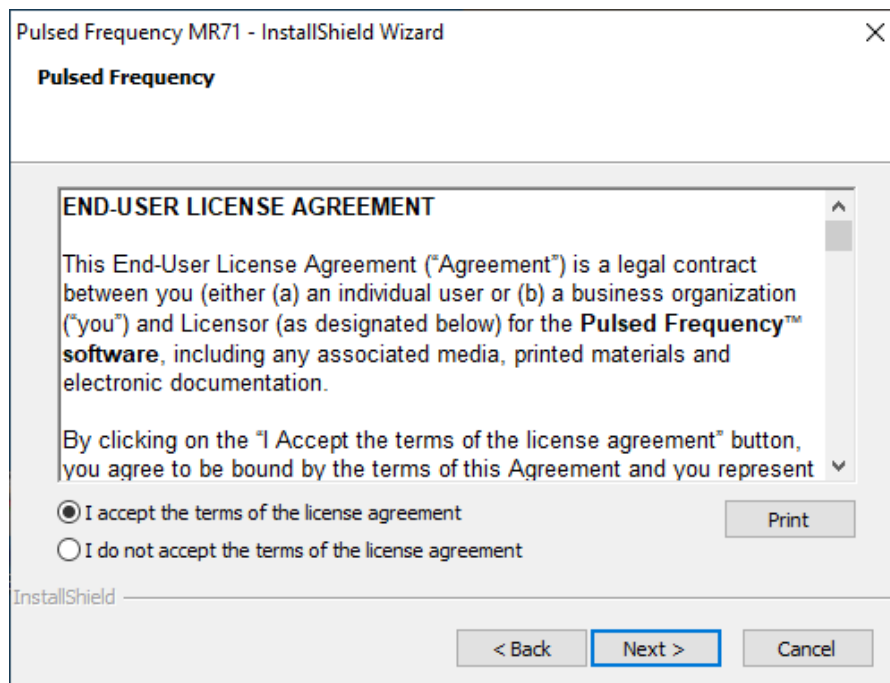 Pulsed Frequency MR71 - InstallShield Wizard
Pulsed Frequency
END-USER LICENSE AGREEMENT
This End-User License Agreement (“Agreement”) is a legal contract
between you (either (a) an individual user or (b) a business organization
(“you”) and Licensor (as designated below) for the Pulsed Frequency™
software, including any associated media, printed materials and
electronic documentation.
By clicking on the “I Accept the terms of the license agreement” button,
you agree to be bound by the terms of this Agreement and you represent
I accept the terms of the license agreement
Print
I do not accept the terms of the license agreement
InstallShield
< Back Next > Cancel